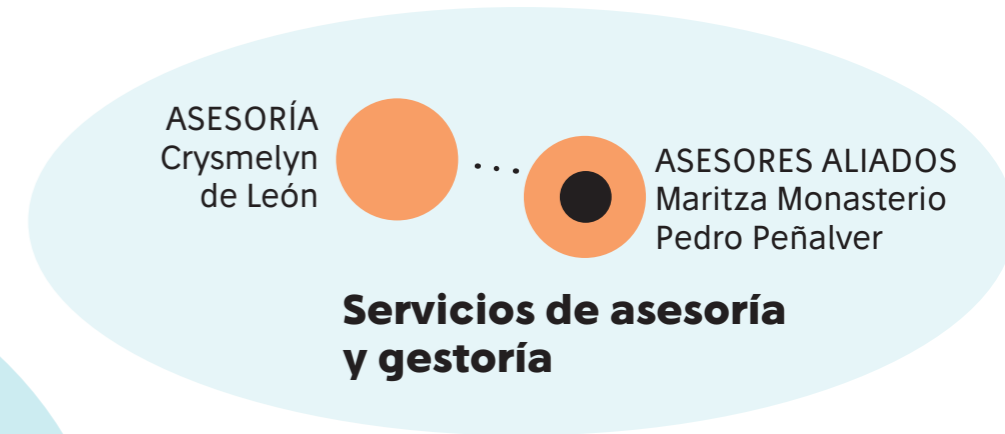 ASESORÍA
Crysmelyn
de León
ASESORES ALIADOS
Maritza Monasterio
Pedro Peñalver
Servicios de asesoría
y gestoría